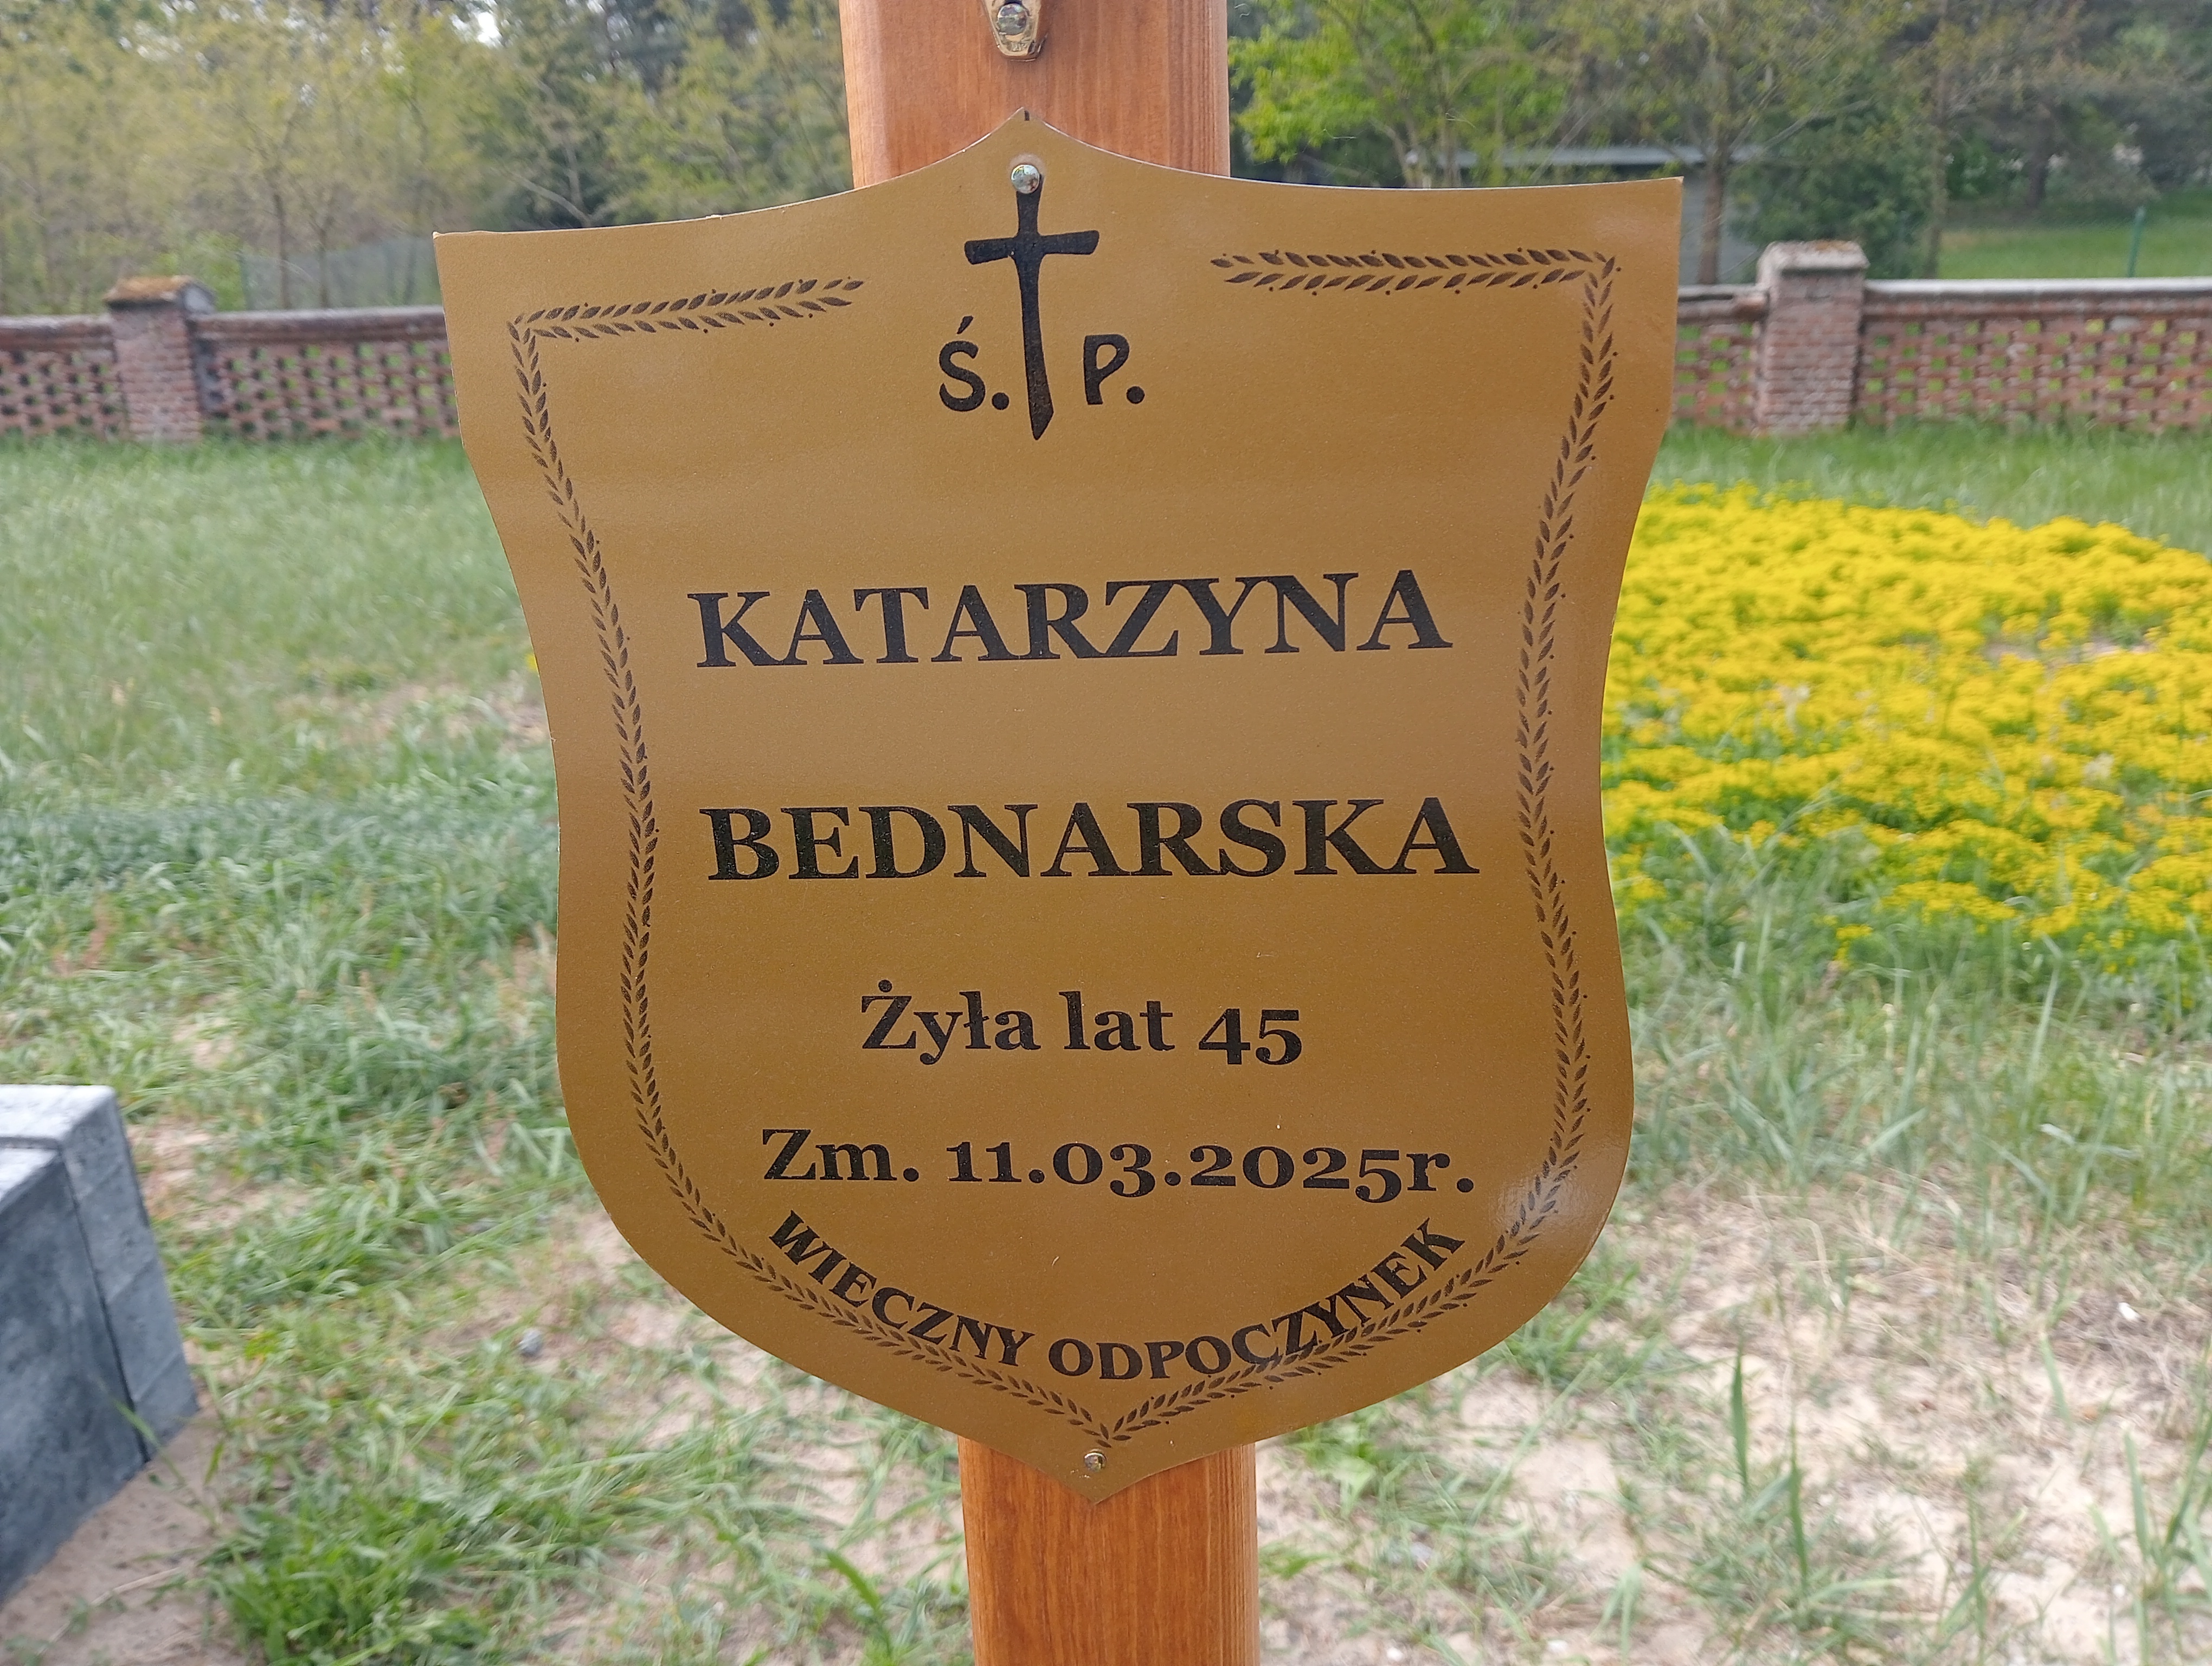 Ś. P.
KATARZYNA
BEDNARSKA
Żyła lat 45
Zm. 11.03.2025r.
WIECZNY ODPOCZYNEK